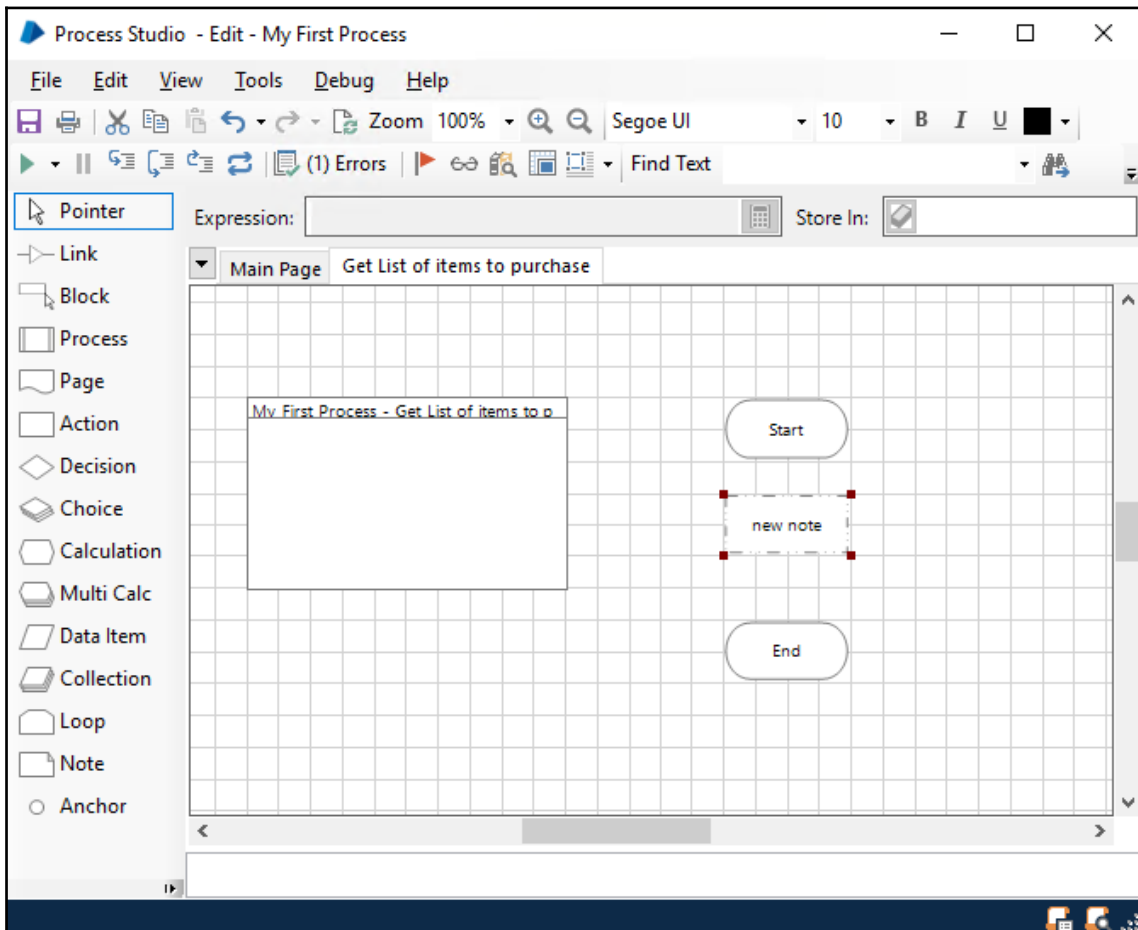 Process Studio - Edit - My First Process
File Edit View Tools Debug Help
Zoom 100% Segoe UI 10 B I U
(1) Errors Find Text
Pointer
Expression: Store In:
Link
Main Page Get List of items to purchase
Block
Process
Page
Action
Decision
Choice
Calculation
Multi Calc
Data Item
Collection
Loop
Note
Anchor
My First Process - Get List of items to p
Start
new note
End